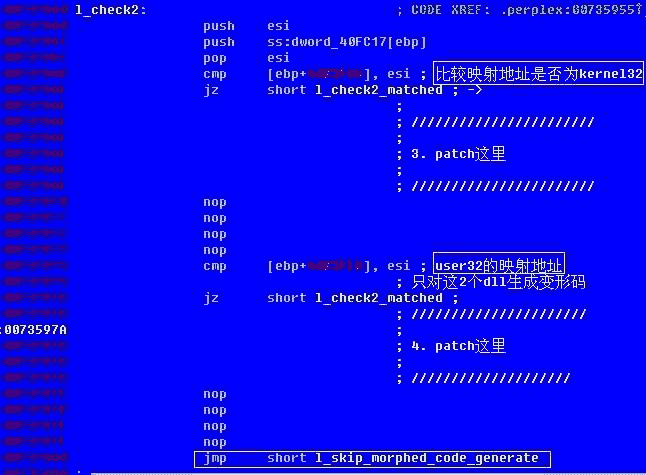 l_check2: ; CODE XREF: .perplex:00735955↑
push esi
push ss:dword_40FC17[ebp]
pop esi
cmp [ebp+ ], esi ; 比较映射地址是否为kernel32
jz short l_check2_matched ; ->
;
; ///////////////////////
;
; 3. patch这里
;
; ///////////////////////
nop
nop
nop
nop
cmp [ebp+ ], esi ; user32的映射地址
; 只对这2个dll生成变形码
jz short l_check2_matched ;
; //////////////////////
:0073597A ;
; 4. patch这里
;
; ////////////////////
nop
nop
nop
nop
jmp short l_skip_morphed_code_generate
;